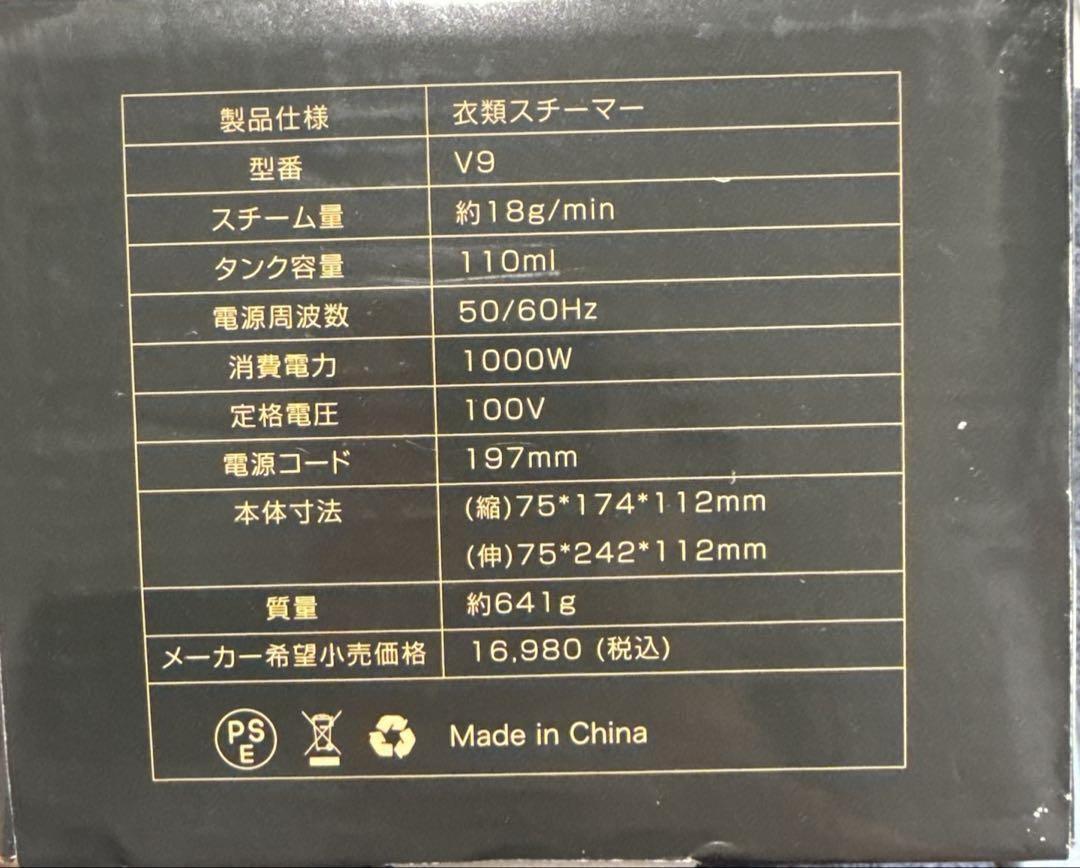 製品仕様 衣類スチーマー
型番 V9
スチーム量 約18g/min
タンク容量 110ml
電源周波数 50/60Hz
消費電力 1000W
定格電圧 100V
電源コード 197mm
本体寸法 (縮)75*174*112mm
(伸)75*242*112mm
質量 約641g
メーカー希望小売価格 16,980 (税込)
PS
E
Made in China